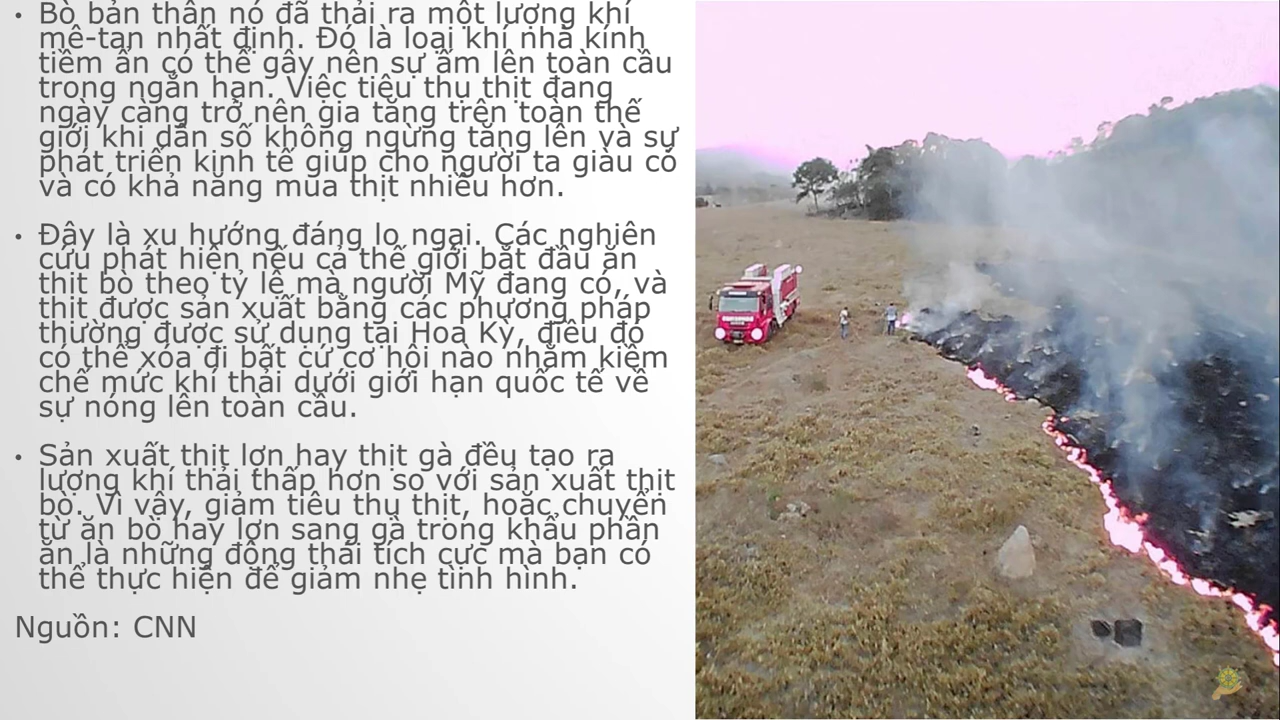 • Bò bản thân nó đã thải ra một lượng khí
mê-tan nhất định. Đó là loại khí nhà kính
tiềm ẩn có thể gây nên sự ấm lên toàn cầu
trong ngắn hạn. Việc tiêu thụ thịt đang
ngày càng trở nên gia tăng trên toàn thế
giới khi dân số không ngừng tăng lên và sự
phát triển kinh tế giúp cho người ta giàu có
và có khả năng mua thịt nhiều hơn.
• Đây là xu hướng đáng lo ngại. Các nghiên
cứu phát hiện nếu cả thế giới bắt đầu ăn
thịt bò theo tỷ lệ mà người Mỹ đang có, và
thịt được sản xuất bằng các phương pháp
thường được sử dụng tại Hoa Kỳ, điều đó
có thể xóa đi bất cứ cơ hội nào nhằm kiềm
chế mức khí thải dưới giới hạn quốc tế về
sự nóng lên toàn cầu.
• Sản xuất thịt lợn hay thịt gà đều tạo ra
lượng khí thải thấp hơn so với sản xuất thịt
bò. Vì vậy, giảm tiêu thụ thịt, hoặc chuyển
từ ăn bò hay lợn sang gà trong khẩu phần
ăn là những động thái tích cực mà bạn có
thể thực hiện để giảm nhẹ tình hình.
Nguồn: CNN